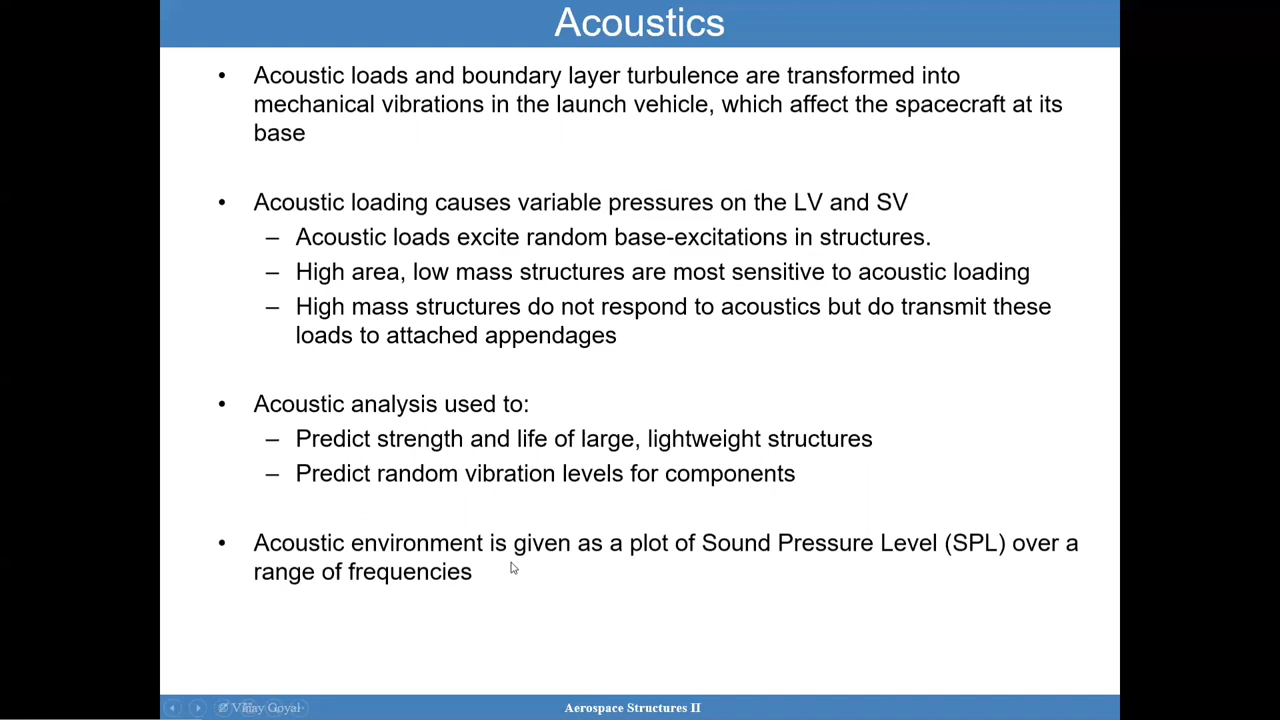 Acoustics
• Acoustic loads and boundary layer turbulence are transformed into
mechanical vibrations in the launch vehicle, which affect the spacecraft at its
base
• Acoustic loading causes variable pressures on the LV and SV
– Acoustic loads excite random base-excitations in structures.
– High area, low mass structures are most sensitive to acoustic loading
– High mass structures do not respond to acoustics but do transmit these
loads to attached appendages
• Acoustic analysis used to:
– Predict strength and life of large, lightweight structures
– Predict random vibration levels for components
• Acoustic environment is given as a plot of Sound Pressure Level (SPL) over a
range of frequencies
Vinay Goyal
Aerospace Structures II